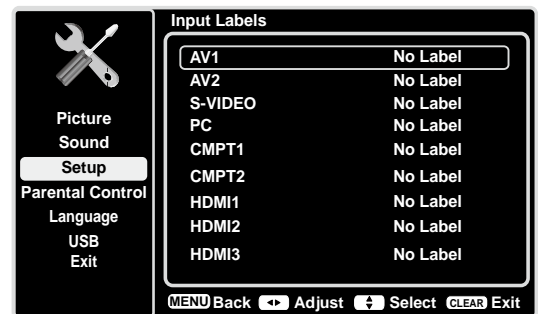 Input Labels
Picture
Sound
Setup
Parental Control
Language
USB
Exit
AV1 No Label
AV2 No Label
S-VIDEO No Label
PC No Label
CMPT1 No Label
CMPT2 No Label
HDMI1 No Label
HDMI2 No Label
HDMI3 No Label
MENU Back Adjust Select CLEAR Exit